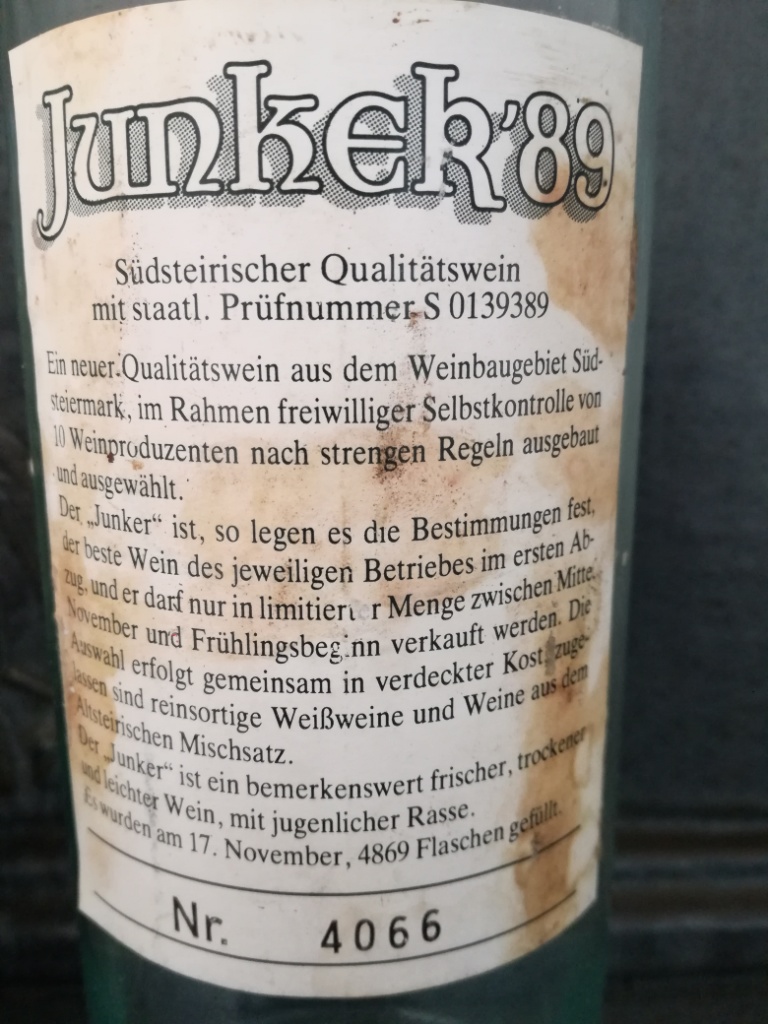 Junker '89
Südsteirischer Qualitätswein
mit staatl. Prüfnummer S 0139389
Ein neuer Qualitätswein aus dem Weinbaugebiet Süd-
steiermark, im Rahmen freiwilliger Selbstkontrolle von
10 Weinproduzenten nach strengen Regeln ausgebaut
und ausgewählt.
Der „Junker“ ist, so legen es die Bestimmungen fest,
der beste Wein des jeweiligen Betriebes im ersten Ab-
zug, und er darf nur in limitierter Menge zwischen Mitte
November und Frühlingsbeginn verkauft werden. Die
Auswahl erfolgt gemeinsam in verdeckter Kost, zuge-
lassen sind reinsortige Weißweine und Weine aus dem
Altsteirischen Mischsatz.
Der „Junker“ ist ein bemerkenswert frischer, trockener
und leichter Wein, mit jugenlicher Rasse.
Es wurden am 17. November, 4869 Flaschen gefüllt.
Nr. 4066